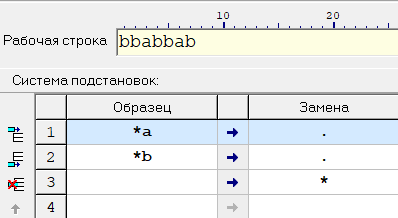 10 20
Рабочая строка bbabbab
Система подстановок:
Образец Замена
1 *a → .
2 *b → .
3 → *
4 →